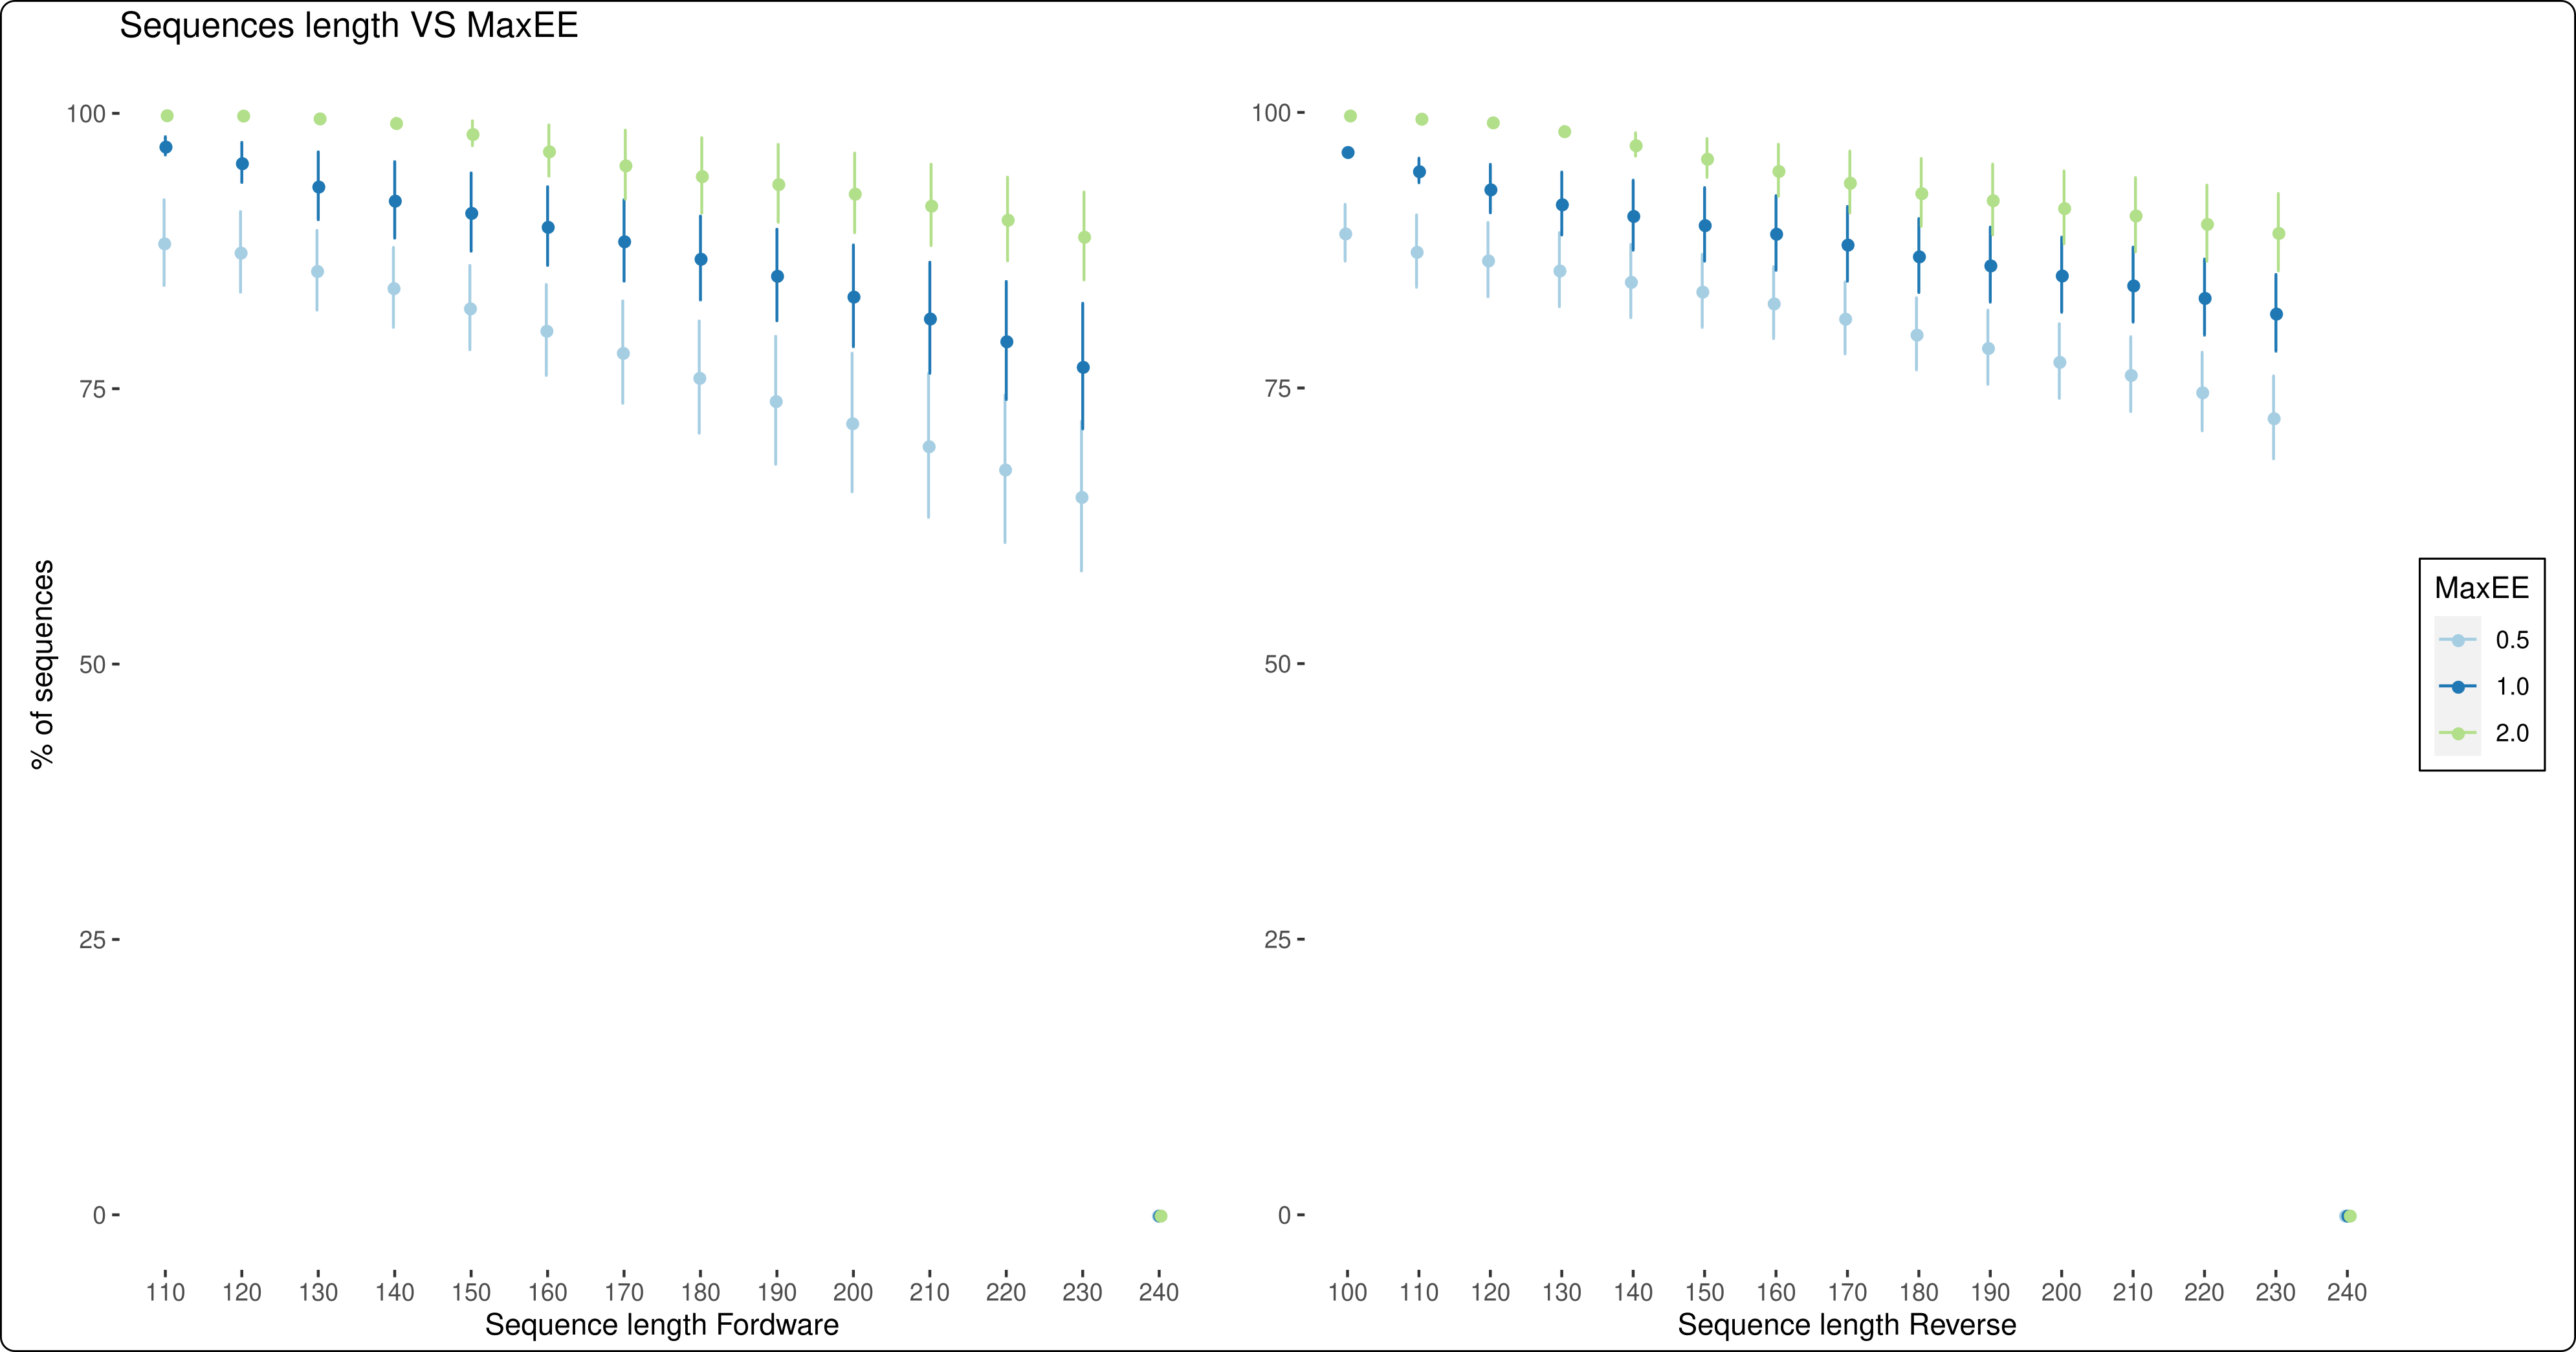 Sequences length VS MaxEE
% of sequences
100
75
50
25
0
110 120 130 140 150 160 170 180 190 200 210 220 230 240
Sequence length Fordware
100
75
50
25
0
100 110 120 130 140 150 160 170 180 190 200 210 220 230 240
Sequence length Reverse
MaxEE
0.5
1.0
2.0